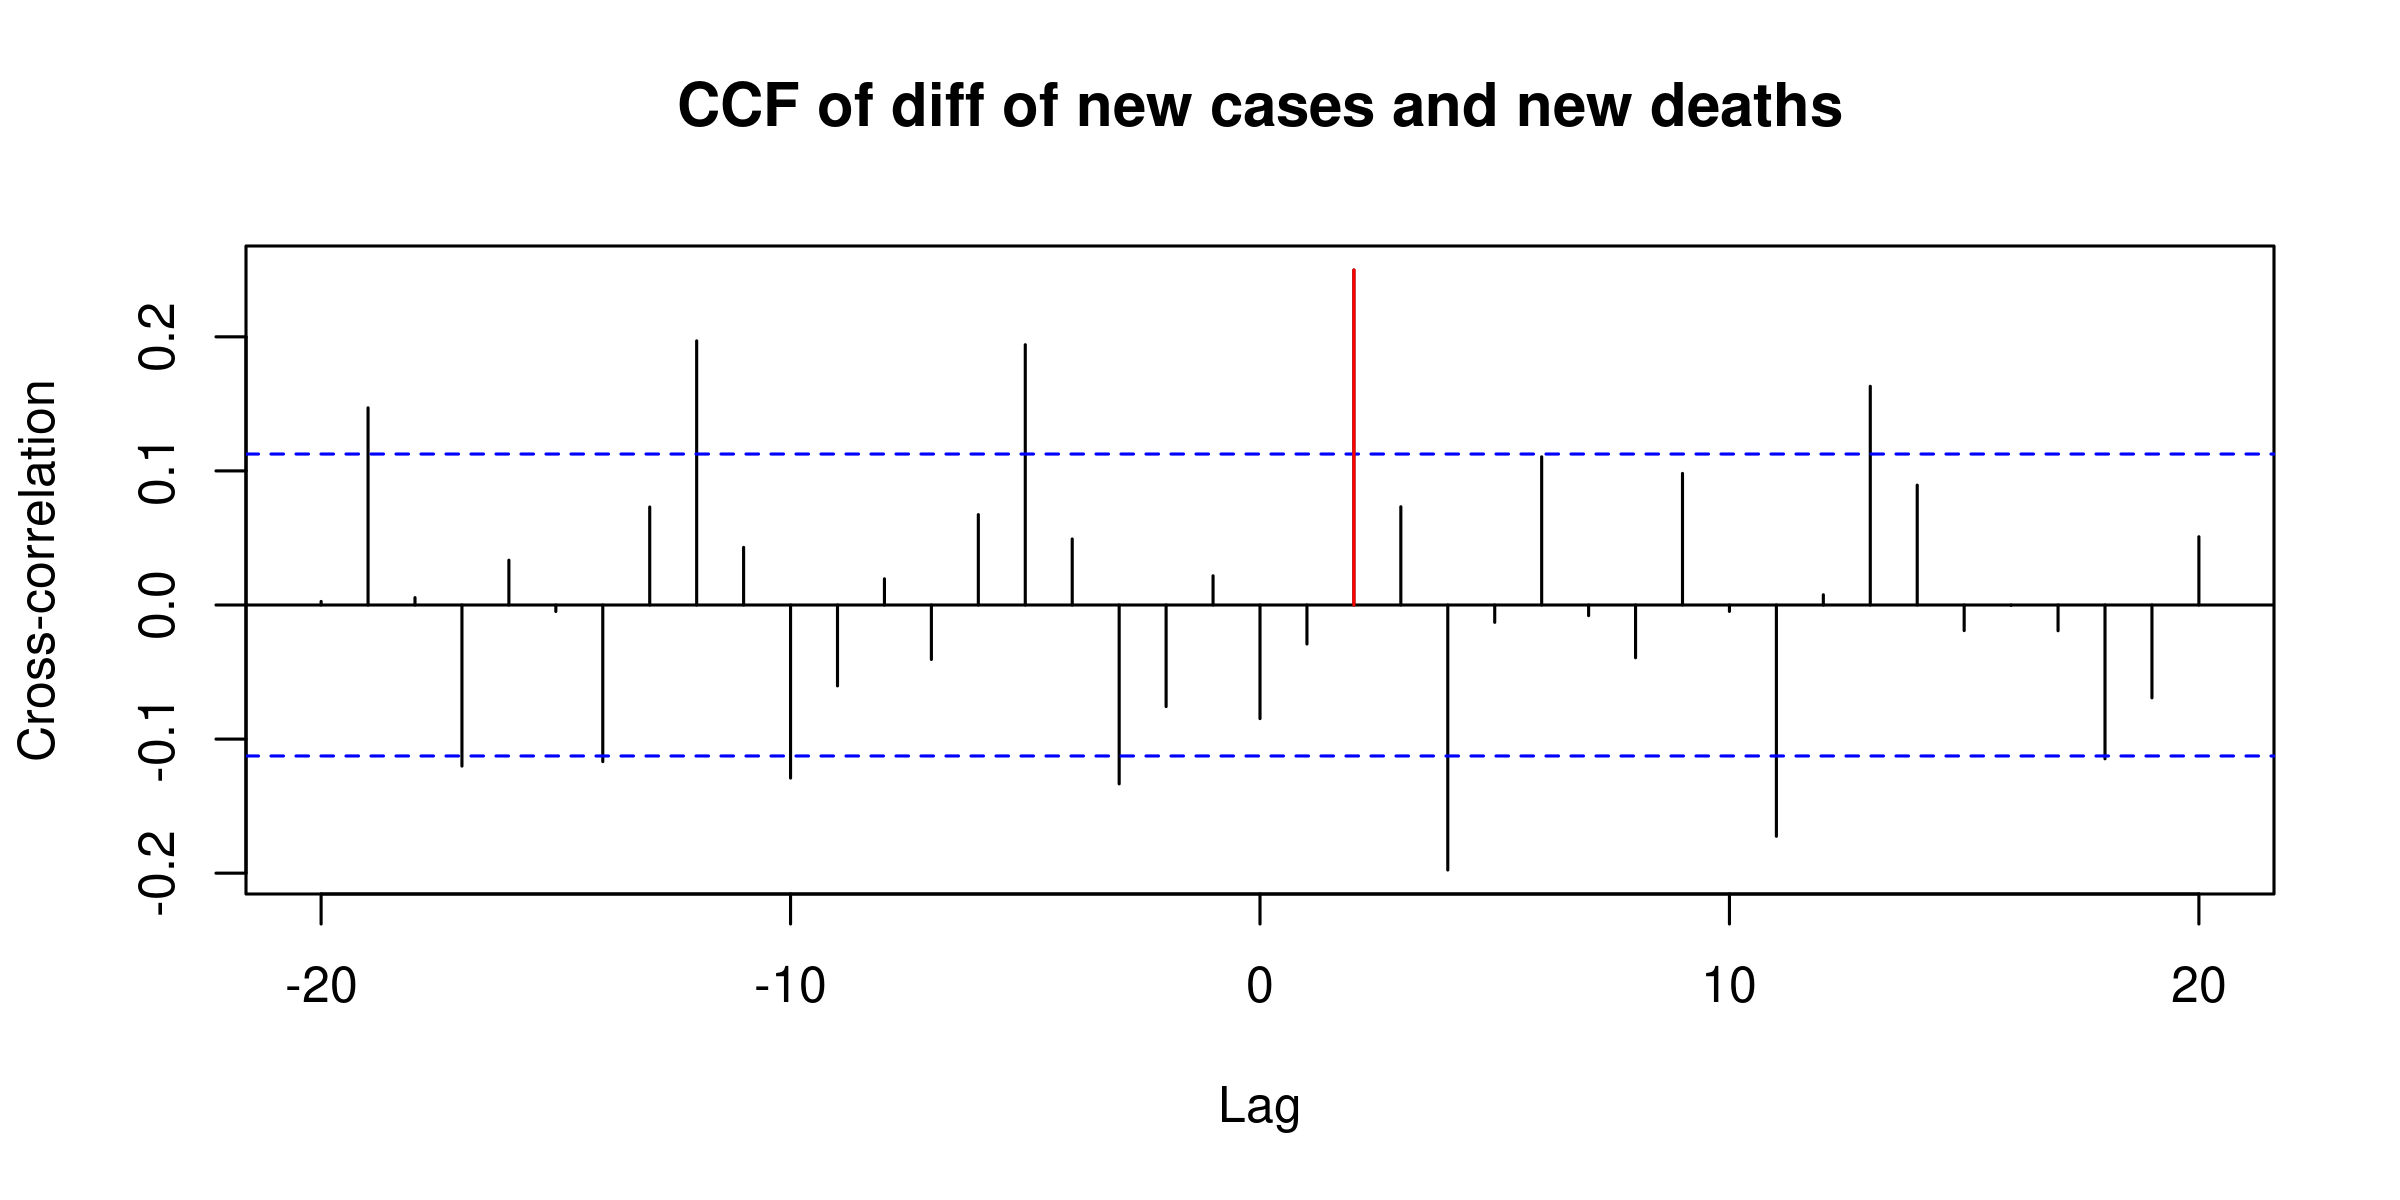 CCF of diff of new cases and new deaths
Cross-correlation
0.2
0.1
0.0
-0.1
-0.2
-20 -10 0 10 20
Lag